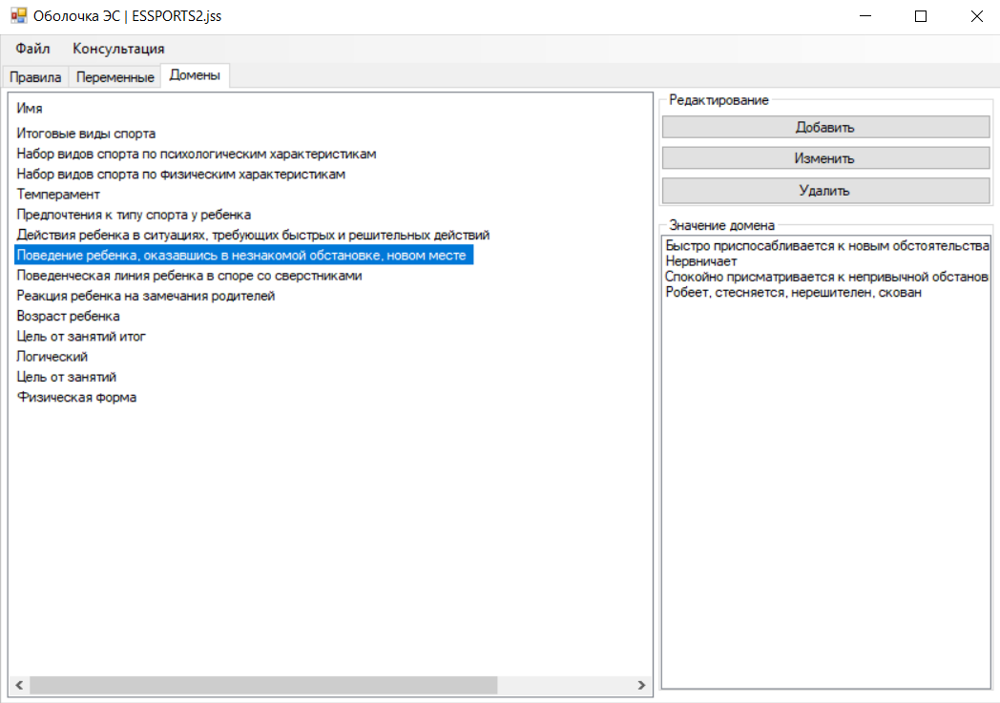 Оболочка ЭС | ESSPORTS2.jss
Файл Консультация
Правила Переменные Домены
Имя
Итоговые виды спорта
Набор видов спорта по психологическим характеристикам
Набор видов спорта по физическим характеристикам
Темперамент
Предпочтения к типу спорта у ребенка
Действия ребенка в ситуациях, требующих быстрых и решительных действий
Поведение ребенка, оказавшись в незнакомой обстановке, новом месте
Поведенческая линия ребенка в споре со сверстниками
Реакция ребенка на замечания родителей
Возраст ребенка
Цель от занятий итог
Логический
Цель от занятий
Физическая форма
Редактирование
Добавить
Изменить
Удалить
Значение домена
Быстро приспосабливается к новым обстоятельства
Нервничает
Спокойно присматривается к непривычной обстанов
Робеет, стесняется, нерешителен, скован